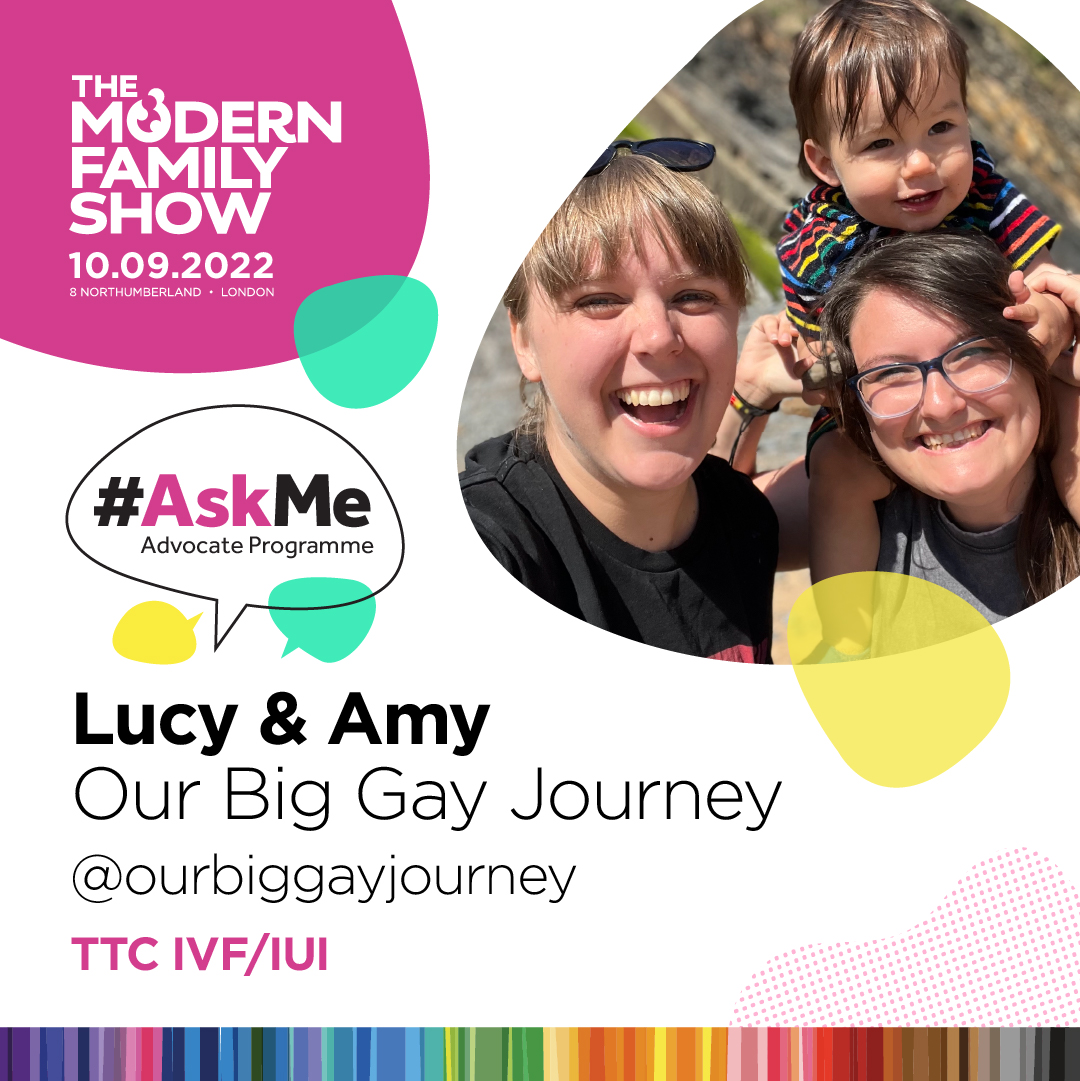 THE
MODERN
FAMILY
SHOW
10.09.2022
8 NORTHUMBERLAND • LONDON
#AskMe
Advocate Programme
Lucy & Amy
Our Big Gay Journey
@ourbiggayjourney
TTC IVF/IUI